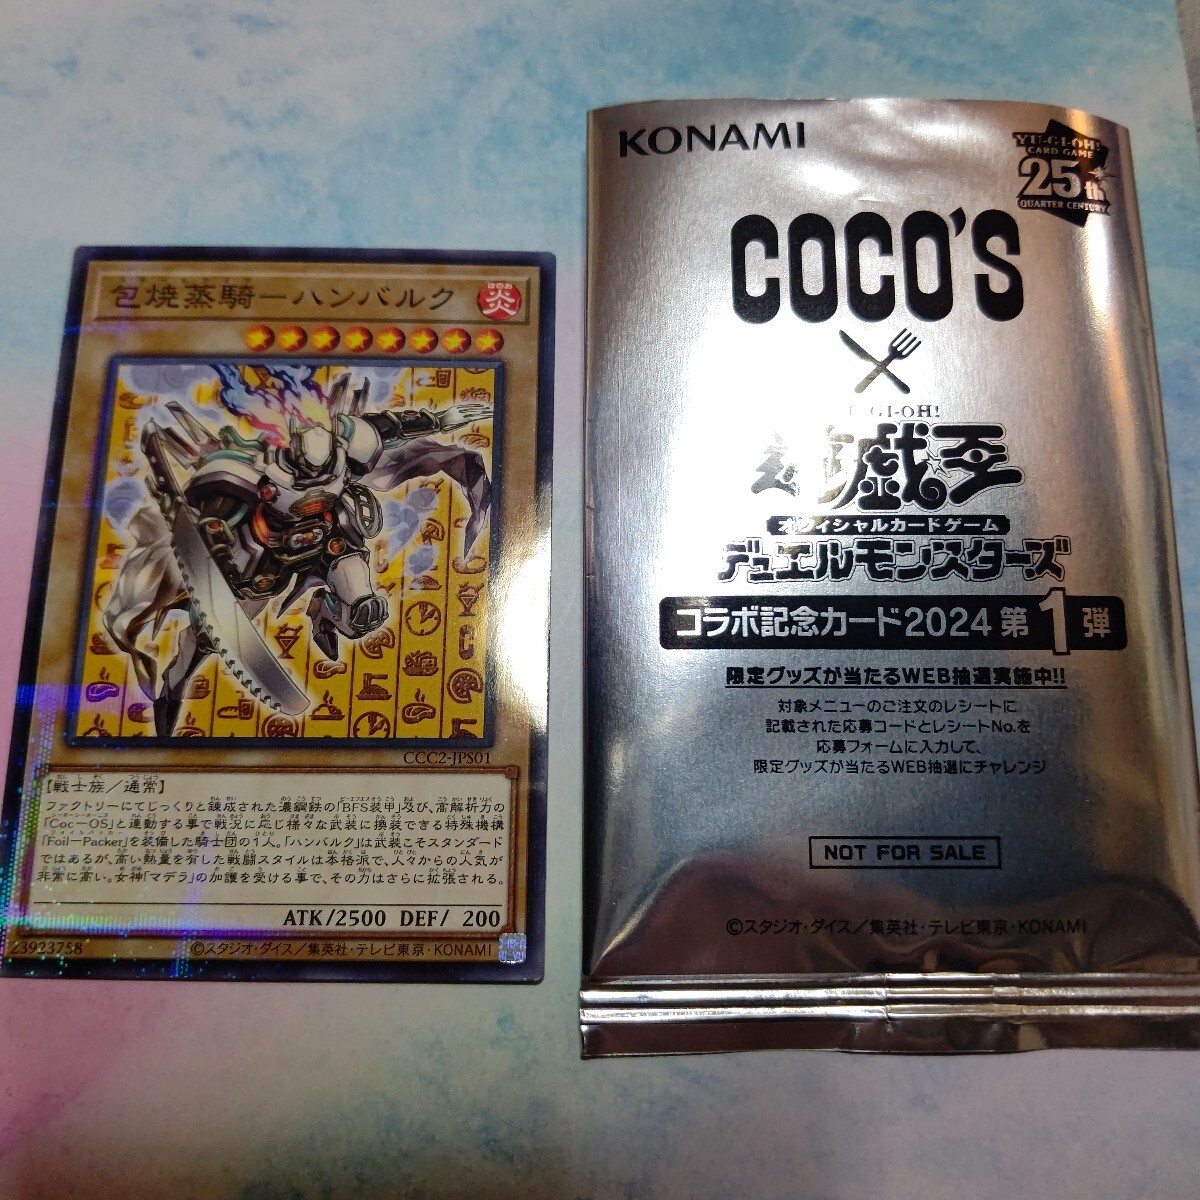 包焼蒸騎－ハンバルク
ほのお
炎
CCC2-JPS01
【戦士族／通常】
ファクトリーにてじっくりと錬成された濃鋼鉄の「BFS装甲」及び、高解析力の
「Coc－OS」と連動する事で戦況に応じ様々な武装に換装できる特殊機構
「Foil－Packer」を装備した騎士団の1人。「ハンバルク」は武装こそスタンダード
ではあるが、高い熱量を有した戦闘スタイルは本格派で、人々からの人気が
非常に高い。女神「マデラ」の加護を受ける事で、その力はさらに拡張される。
ATK/2500 DEF/ 200
23923758
©スタジオ・ダイス／集英社・テレビ東京・KONAMI
KONAMI
YU-GI-OH!
CARD GAME
25th
QUARTER CENTURY
COCO'S
GI-OH!
遊戯王
オフィシャルカードゲーム
デュエルモンスターズ
コラボ記念カード2024 第1弾
限定グッズが当たるWEB抽選実施中!!
対象メニューのご注文のレシートに
記載された応募コードとレシートNo.を
応募フォームに入力して、
限定グッズが当たるWEB抽選にチャレンジ
NOT FOR SALE
©スタジオ・ダイス／集英社・テレビ東京・KONAMI